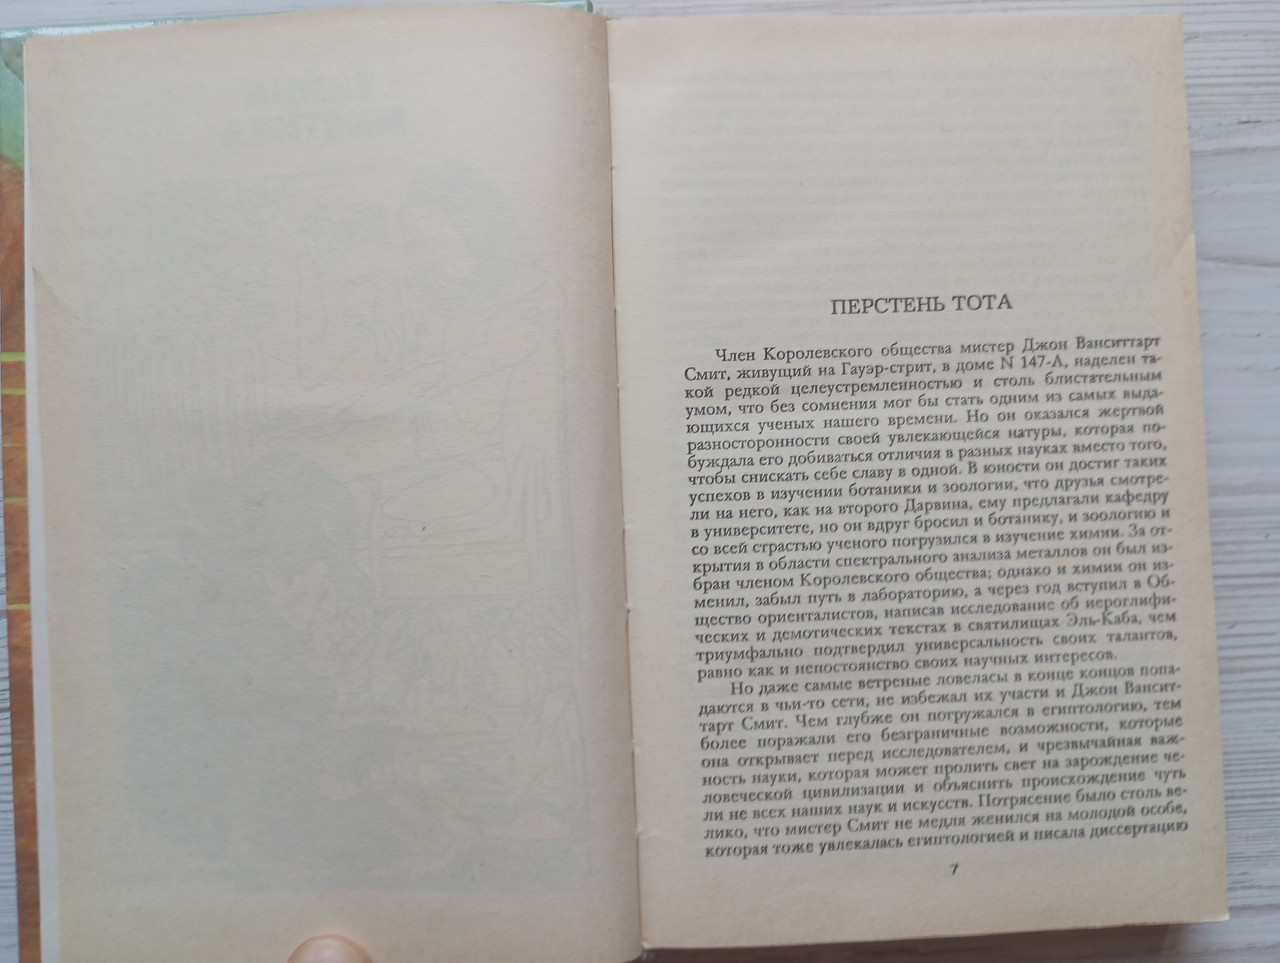 ПЕРСТЕНЬ ТОТА
Член Королевского общества мистер Джон Ванситтарт
Смит, живущий на Гауэр-стрит, в доме N 147-А, наделен та-
кой редкой целеустремленностью и столь блистательным
умом, что без сомнения мог бы стать одним из самых выда-
ющихся ученых нашего времени. Но он оказался жертвой
разносторонности своей увлекающейся натуры, которая по-
буждала его добиваться отличия в разных науках вместо того,
чтобы снискать себе славу в одной. В юности он достиг таких
успехов в изучении ботаники и зоологии, что друзья смотре-
ли на него, как на второго Дарвина, ему предлагали кафедру
в университете, но он вдруг бросил и ботанику, и зоологию и
со всей страстью ученого погрузился в изучение химии. За от-
крытия в области спектрального анализа металлов он был из-
бран членом Королевского общества; однако и химии он из-
менил, забыл путь в лабораторию, а через год вступил в Об-
щество ориенталистов, написав исследование об иероглифи-
ческих и демотических текстах в святилищах Эль-Каба, чем
триумфально подтвердил универсальность своих талантов,
равно как и непостоянство своих научных интересов.
Но даже самые ветреные ловеласы в конце концов попа-
даются в чьи-то сети, не избежал их участи и Джон Вансит-
тарт Смит. Чем глубже он погружался в египтологию, тем
более поражали его безграничные возможности, которые
она открывает перед исследователем, и чрезвычайная важ-
ность науки, которая может пролить свет на зарождение че-
ловеческой цивилизации и объяснить происхождение чуть
ли не всех наших наук и искусств. Потрясение было столь ве-
лико, что мистер Смит не медля женился на молодой особе,
которая тоже увлекалась египтологией и писала диссертацию
7